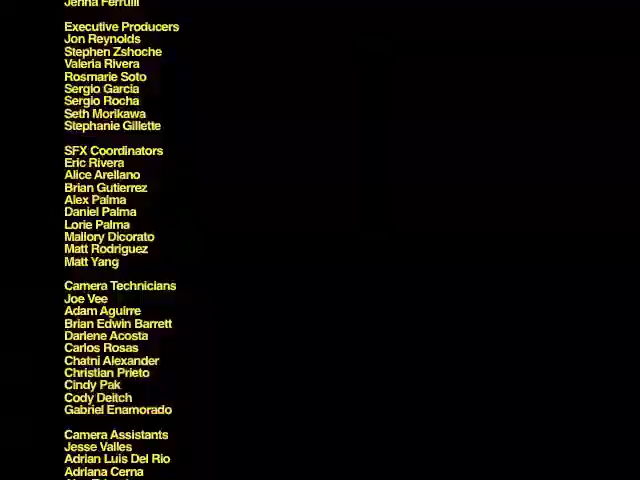 Jenna Ferrulli
Executive Producers
Jon Reynolds
Stephen Zshoche
Valeria Rivera
Rosmarie Soto
Sergio Garcia
Sergio Rocha
Seth Morikawa
Stephanie Gillette
SFX Coordinators
Eric Rivera
Alice Arellano
Brian Gutierrez
Alex Palma
Daniel Palma
Lorie Palma
Mallory Dicorato
Matt Rodriguez
Matt Yang
Camera Technicians
Joe Vee
Adam Aguirre
Brian Edwin Barrett
Darlene Acosta
Carlos Rosas
Chatni Alexander
Christian Prieto
Cindy Pak
Cody Deitch
Gabriel Enamorado
Camera Assistants
Jesse Valles
Adrian Luis Del Rio
Adriana Cerna